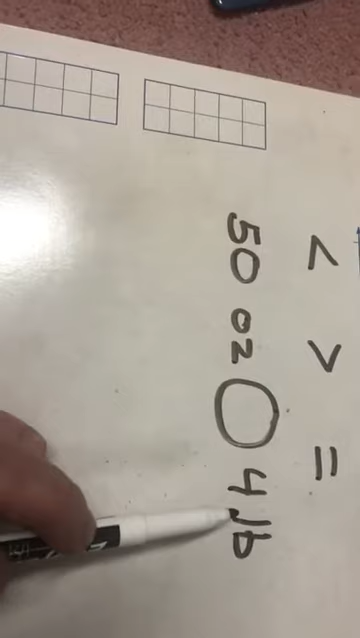 < > =
50 oz ◯ 4 lb